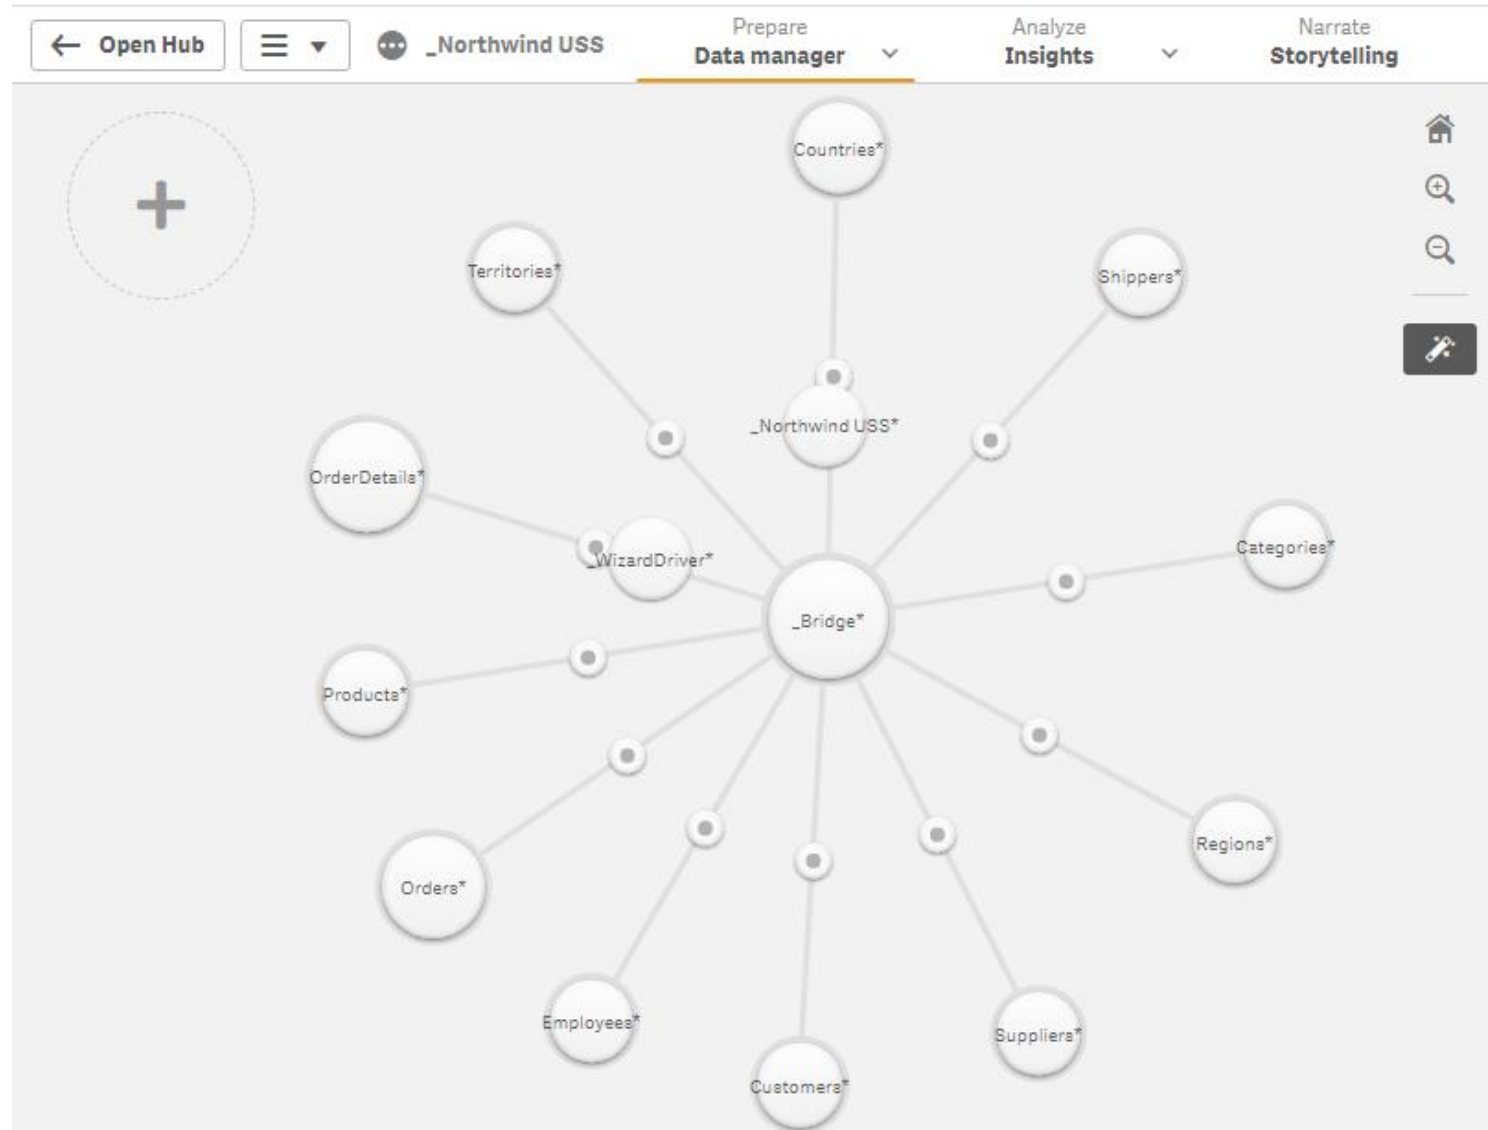 Open Hub
_Northwind USS
Prepare
Data manager
Analyze
Insights
Narrate
Storytelling
Countries*
Territories*
Shippers*
_Northwind USS*
OrderDetails*
_WizardDriver*
Categories*
_Bridge*
Products*
Regions*
Orders*
Employees*
Suppliers*
Customers*